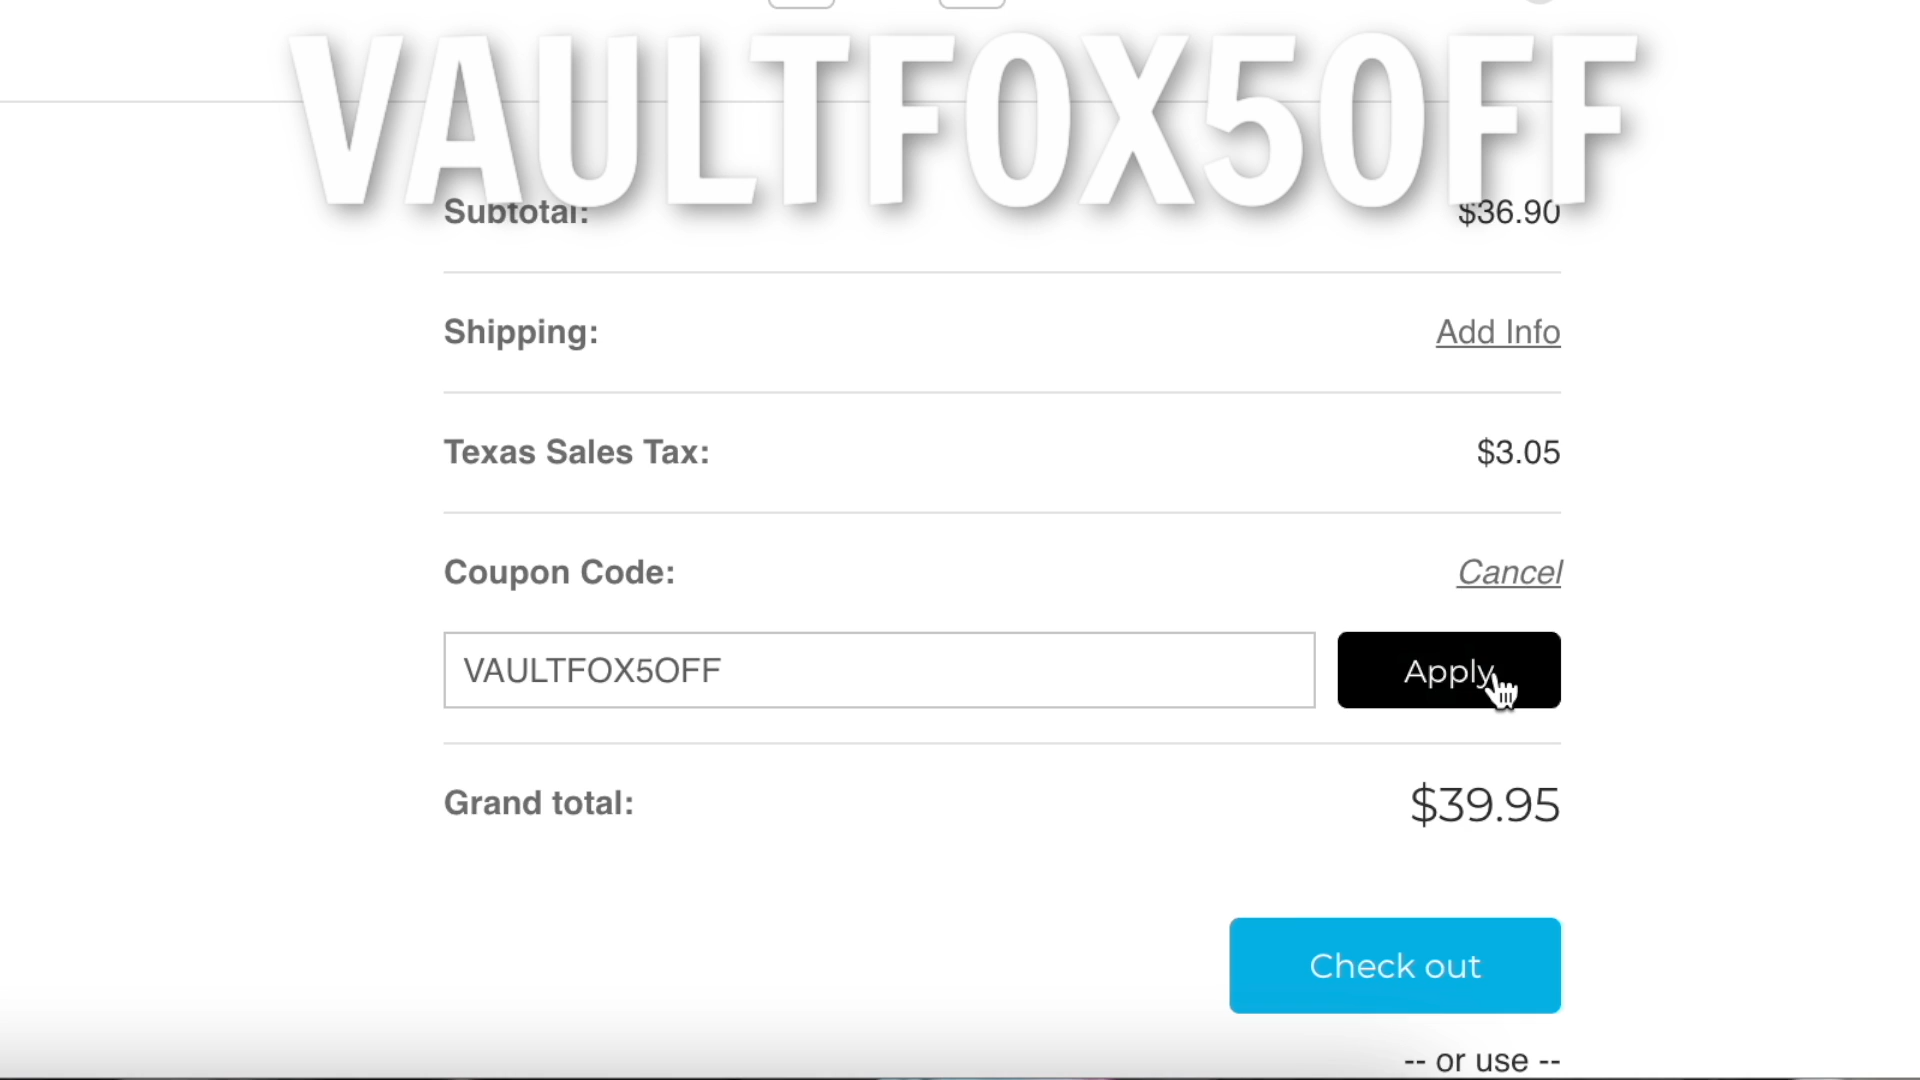 VAULTFOX5OFF
Subtotal: $36.90
Shipping: Add Info
Texas Sales Tax: $3.05
Coupon Code: Cancel
VAULTFOX5OFF Apply
Grand total: $39.95
Check out
-- or use --